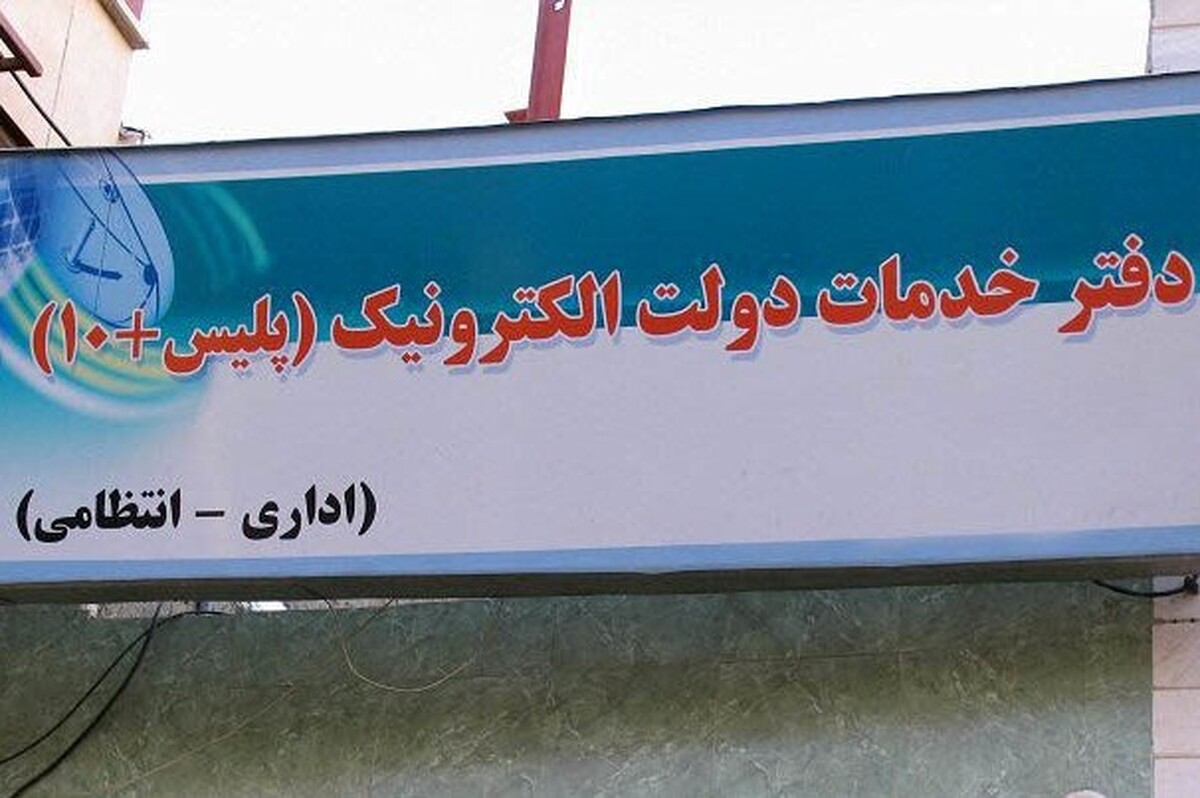 دفتر خدمات دولت الکترونیک (پلیس+۱۰)
(اداری - انتظامی)